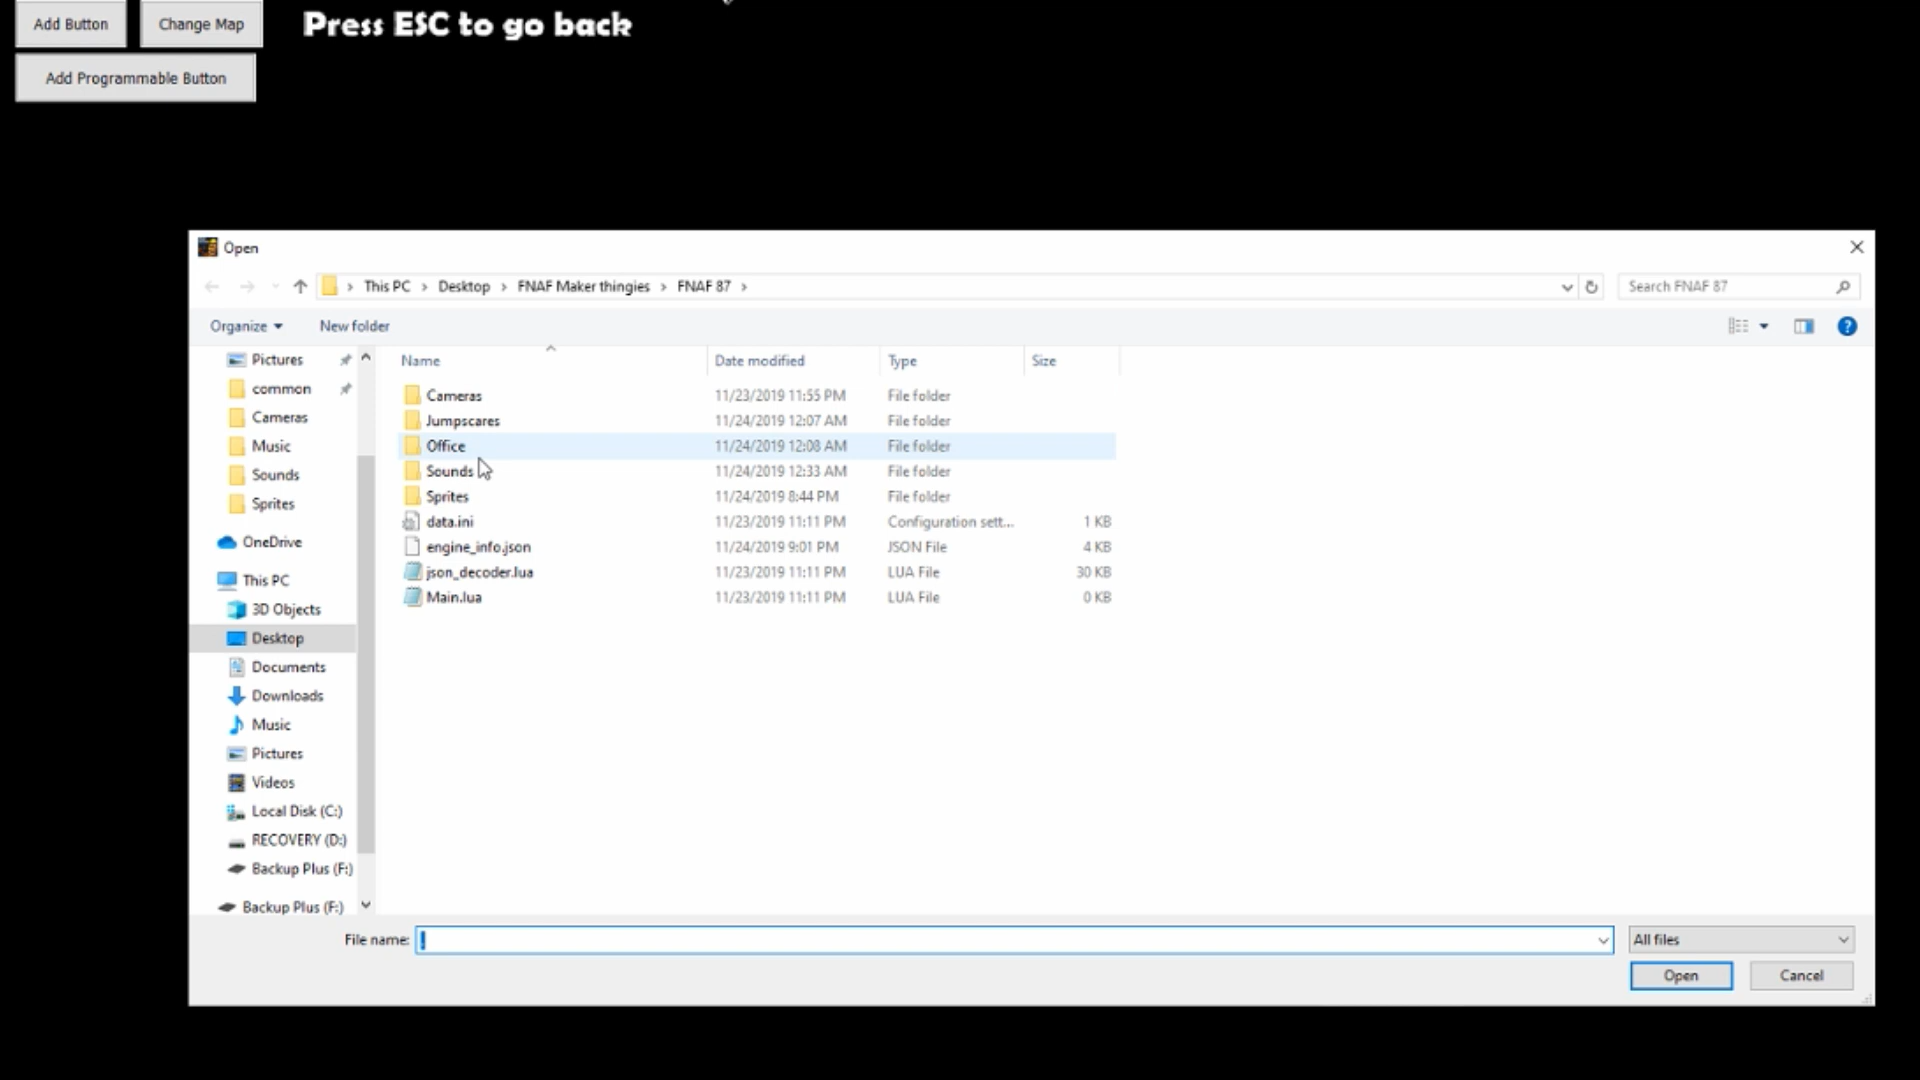 Add Button
Change Map
Press ESC to go back
Add Programmable Button
Open
This PC > Desktop > FNAF Maker thingies > FNAF 87 >
Search FNAF 87
Organize
New folder
Name
Date modified
Type
Size
Pictures
common
Cameras
Music
Sounds
Sprites
OneDrive
This PC
3D Objects
Desktop
Documents
Downloads
Music
Pictures
Videos
Local Disk (C:)
RECOVERY (D:)
Backup Plus (F:)
Backup Plus (F:)
Cameras 11/23/2019 11:55 PM File folder
Jumpscares 11/24/2019 12:07 AM File folder
Office 11/24/2019 12:08 AM File folder
Sounds 11/24/2019 12:33 AM File folder
Sprites 11/24/2019 8:44 PM File folder
data.ini 11/23/2019 11:11 PM Configuration sett... 1 KB
engine_info.json 11/24/2019 9:01 PM JSON File 4 KB
json_decoder.lua 11/23/2019 11:11 PM LUA File 30 KB
Main.lua 11/23/2019 11:11 PM LUA File 0 KB
File name:
All files
Open
Cancel